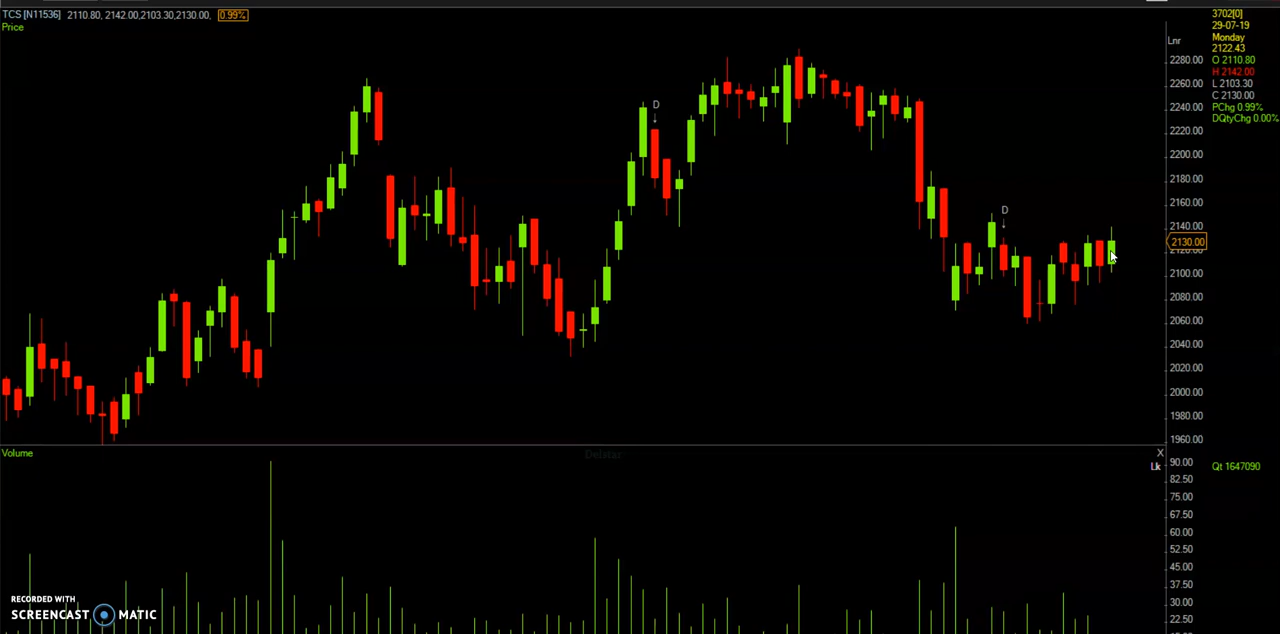 TCS [N11536] 2110.80, 2142.00,2103.30,2130.00, 0.99%
Price
3702[0]
29-07-19
Monday
2122.43
O 2110.80
H 2142.00
L 2103.30
C 2130.00
PChg 0.99%
DQtyChg 0.00%
Lnr
2280.00
2260.00
2240.00
2220.00
2200.00
2180.00
2160.00
2140.00
2130.00
2120.00
2100.00
2080.00
2060.00
2040.00
2020.00
2000.00
1980.00
1960.00
D
D
Volume
Delstar
X
Lk
90.00
82.50
75.00
67.50
60.00
52.50
45.00
37.50
30.00
22.50
Qt 1647090
RECORDED WITH
SCREENCAST MATIC